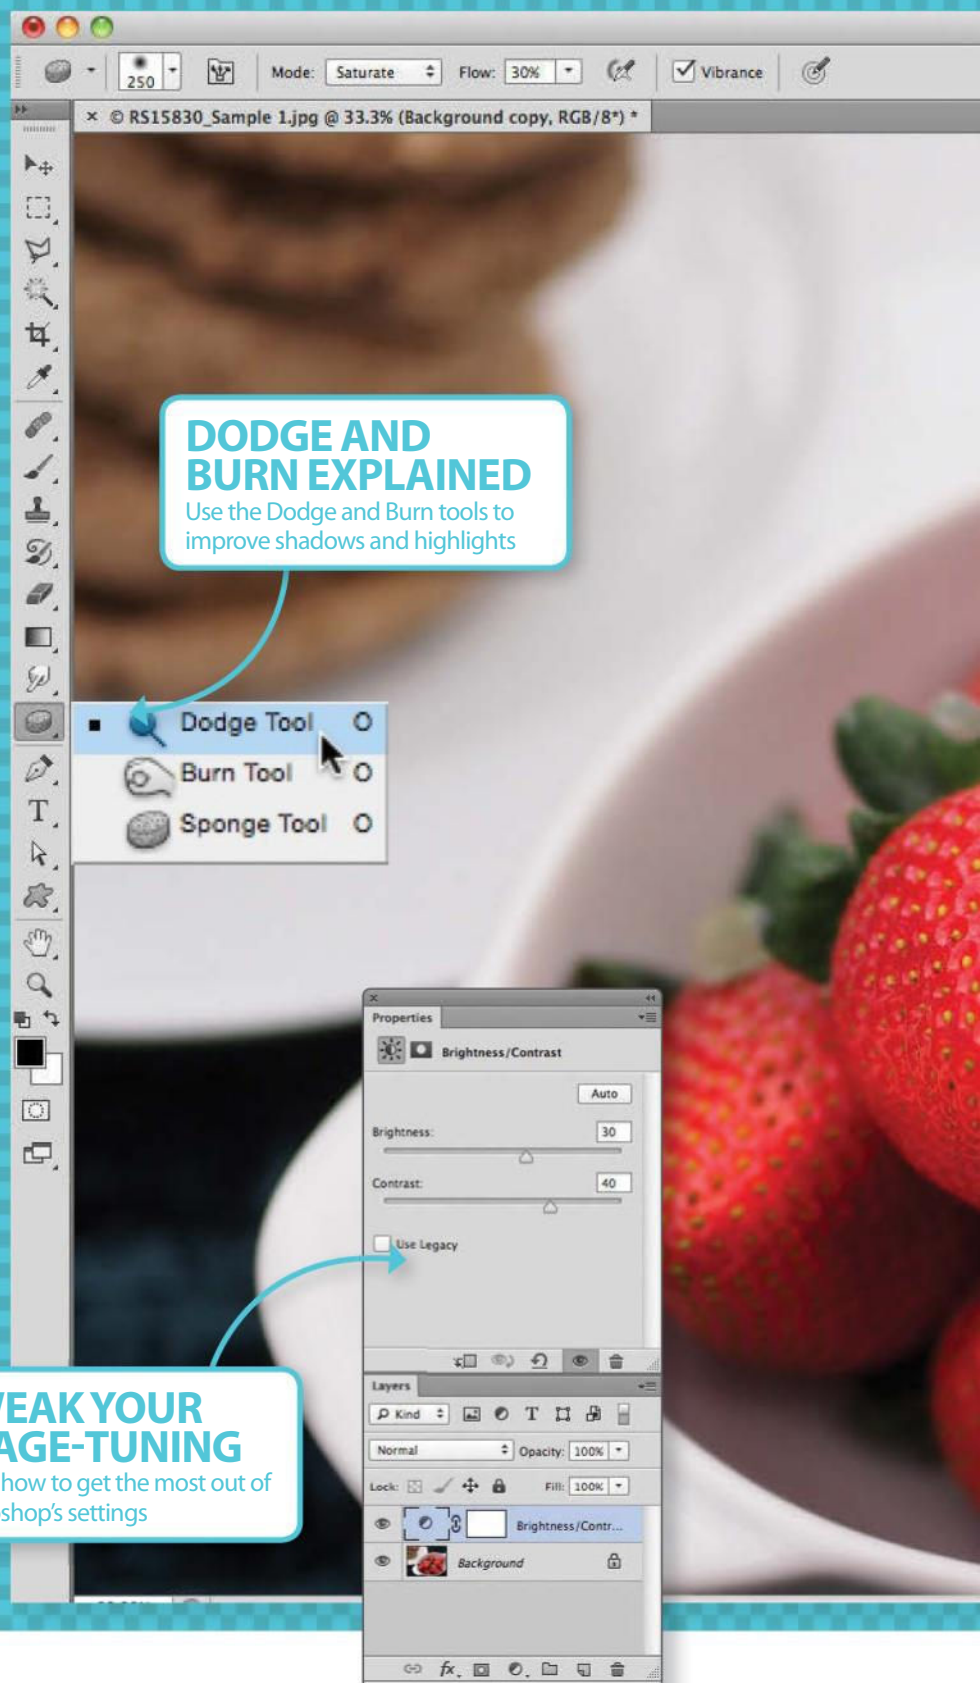 250
Mode: Saturate Flow: 30% Vibrance
× © RS15830_Sample 1.jpg @ 33.3% (Background copy, RGB/8*) *
DODGE AND
BURN EXPLAINED
Use the Dodge and Burn tools to
improve shadows and highlights
Dodge Tool O
Burn Tool O
Sponge Tool O
T
Properties
Brightness/Contrast
Auto
Brightness: 30
Contrast: 40
Use Legacy
EAK YOUR
AGE-TUNING
how to get the most out of
shop's settings
Layers
Kind T
Normal Opacity: 100%
Lock: Fill: 100%
Brightness/Contr...
Background
fx.